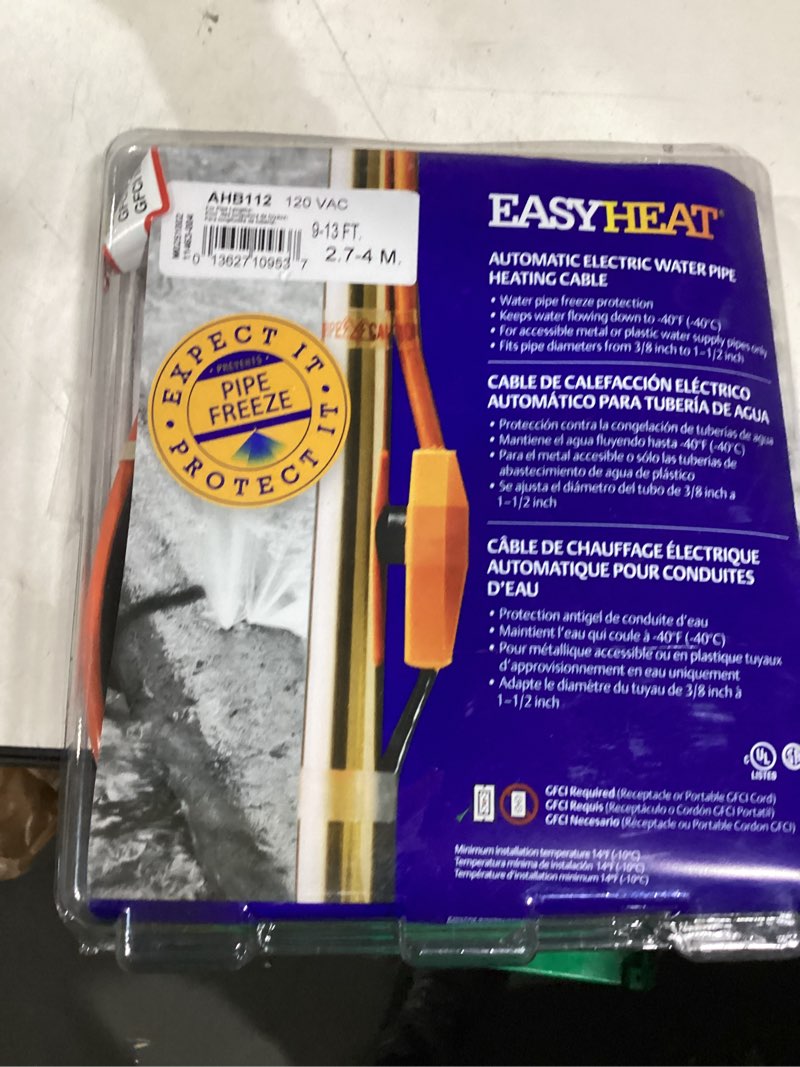 GFCI
AHB112 120 VAC
9-13 FT.
2.7-4 M.
0 13627 10953 7
EXPECT IT
• PREVENTS •
PIPE
FREEZE
PROTECT IT
EASYHEAT
AUTOMATIC ELECTRIC WATER PIPE
HEATING CABLE
• Water pipe freeze protection
• Keeps water flowing down to -40°F (-40°C)
• For accessible metal or plastic water supply pipes only
• Fits pipe diameters from 3/8 inch to 1-1/2 inch
CABLE DE CALEFACCIÓN ELÉCTRICO
AUTOMÁTICO PARA TUBERÍA DE AGUA
• Protección contra la congelación de tuberías de agua
• Mantiene el agua fluyendo hasta -40°F (-40°C)
• Para el metal accesible o sólo las tuberías de
abastecimiento de agua de plástico
• Se ajusta el diámetro del tubo de 3/8 inch a
1-1/2 inch
CÂBLE DE CHAUFFAGE ÉLECTRIQUE
AUTOMATIQUE POUR CONDUITES
D'EAU
• Protection antigel de conduite d'eau
• Maintient l'eau qui coule à -40°F (-40°C)
• Pour métallique accessible ou en plastique tuyaux
d'approvisionnement en eau uniquement
• Adapte le diamètre du tuyau de 3/8 inch à
1-1/2 inch
c UL
LISTED
GFCI Required (Receptacle or Portable GFCI Cord)
GFCI Requis (Receptáculo o Cordón GFCI Portatil)
GFCI Necesario (Réceptacle ou Portable Cordon GFCI)
Minimum installation temperature 14°F (-10°C)
Temperatura mínima de instalación 14°F (-10°C)
Température d'installation minimum 14°F (-10°C)